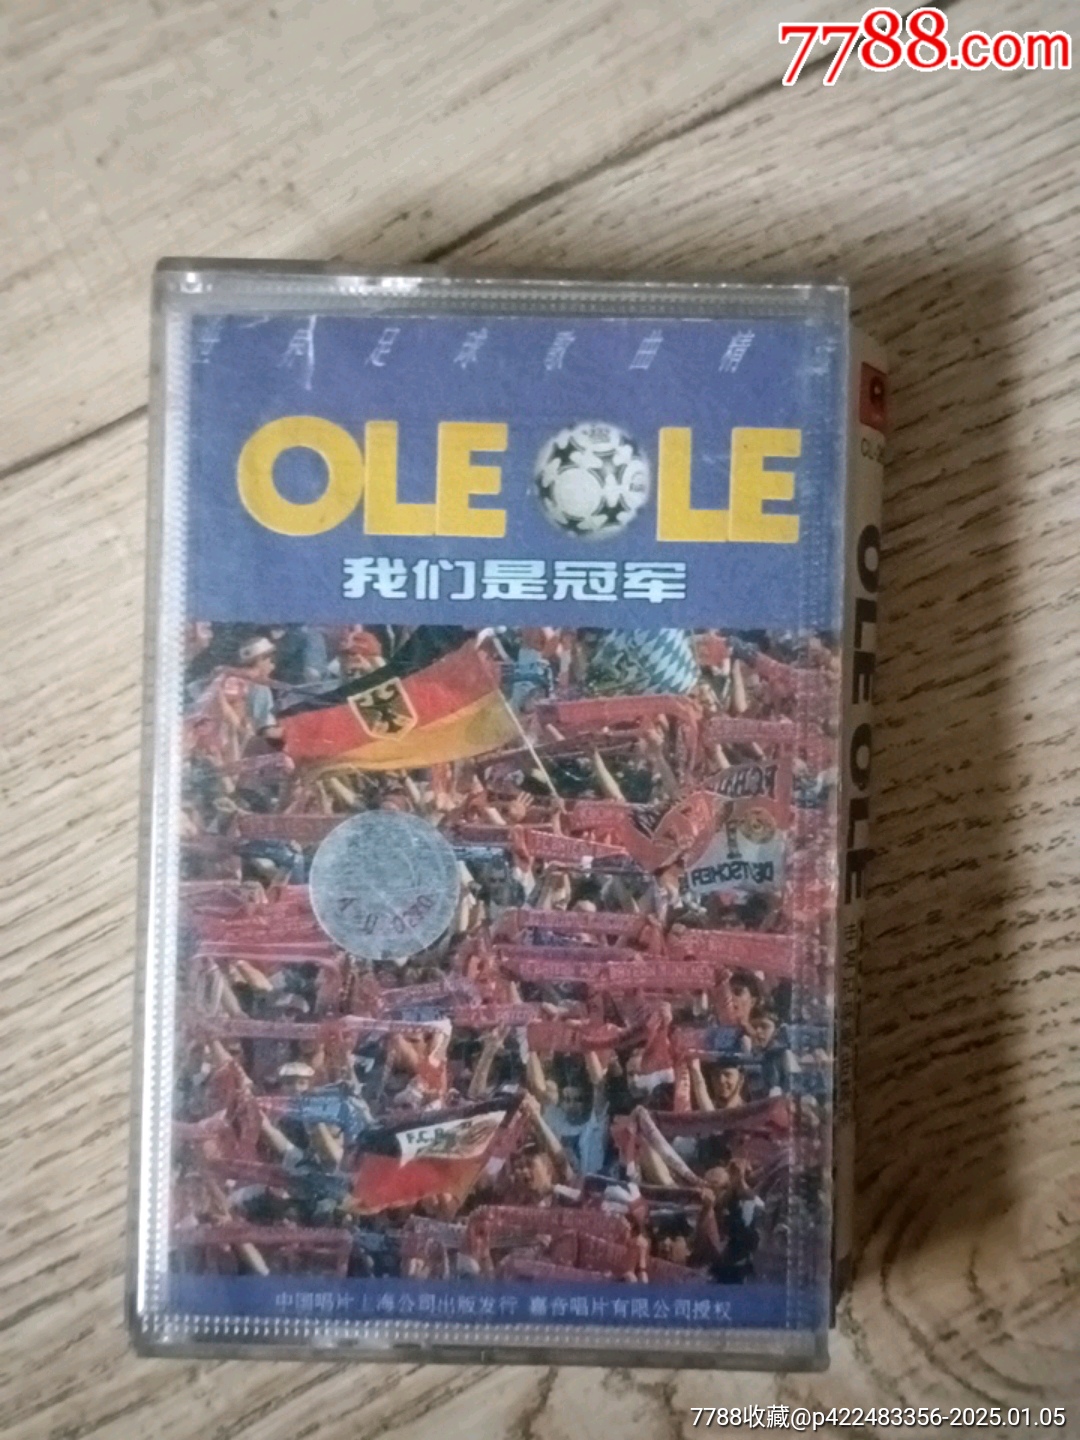 7788.com
世界足球歌曲精
OLE OLE
我们是冠军
DEUTSCHER
F.C.B
中国唱片上海公司出版发行 嘉音唱片有限公司授权
OLE OLE
7788收藏@p422483356-2025.01.05